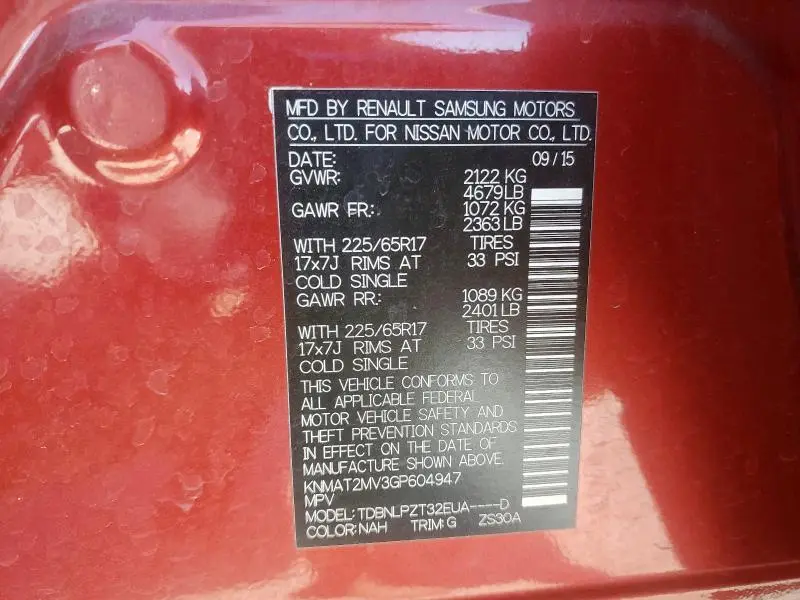 MFD BY RENAULT SAMSUNG MOTORS
CO., LTD. FOR NISSAN MOTOR CO., LTD.
DATE: 09 / 15
GVWR: 2122 KG
4679LB
GAWR FR.: 1072 KG
2363 LB
WITH 225/65R17 TIRES
17x7J RIMS AT 33 PSI
COLD SINGLE
GAWR RR.: 1089 KG
2401 LB
WITH 225/65R17 TIRES
17x7J RIMS AT 33 PSI
COLD SINGLE
THIS VEHICLE CONFORMS TO
ALL APPLICABLE FEDERAL
MOTOR VEHICLE SAFETY AND
THEFT PREVENTION STANDARDS
IN EFFECT ON THE DATE OF
MANUFACTURE SHOWN ABOVE.
KNMAT2MV3GP604947
MPV
MODEL: TDBNLPZT32EUA----D
COLOR: NAH TRIM: G ZS30A